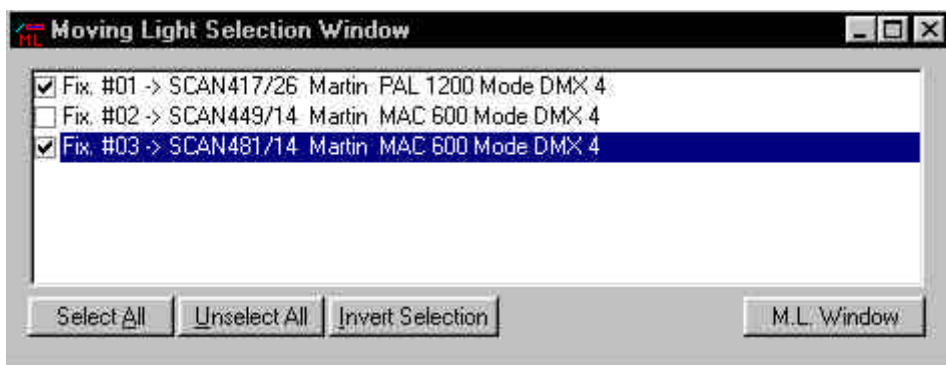 ML Moving Light Selection Window
Fix. #01 -> SCAN417/26 Martin PAL 1200 Mode DMX 4
Fix. #02 -> SCAN449/14 Martin MAC 600 Mode DMX 4
Fix. #03 -> SCAN481/14 Martin MAC 600 Mode DMX 4
Select All Unselect All Invert Selection M.L. Window